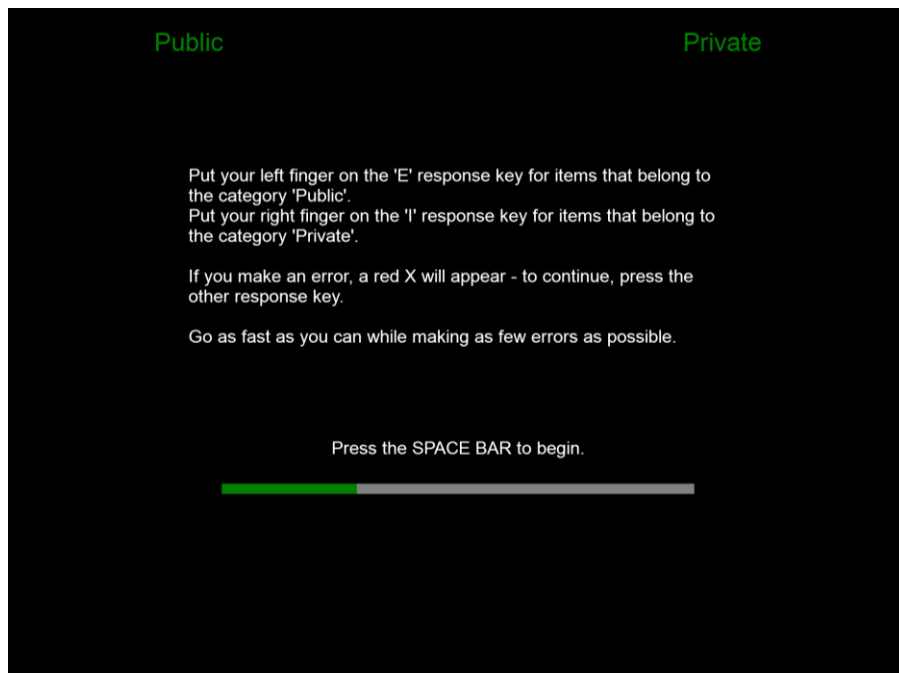 Public
Private
Put your left finger on the 'E' response key for items that belong to
the category 'Public'.
Put your right finger on the 'I' response key for items that belong to
the category 'Private'.
If you make an error, a red X will appear - to continue, press the
other response key.
Go as fast as you can while making as few errors as possible.
Press the SPACE BAR to begin.